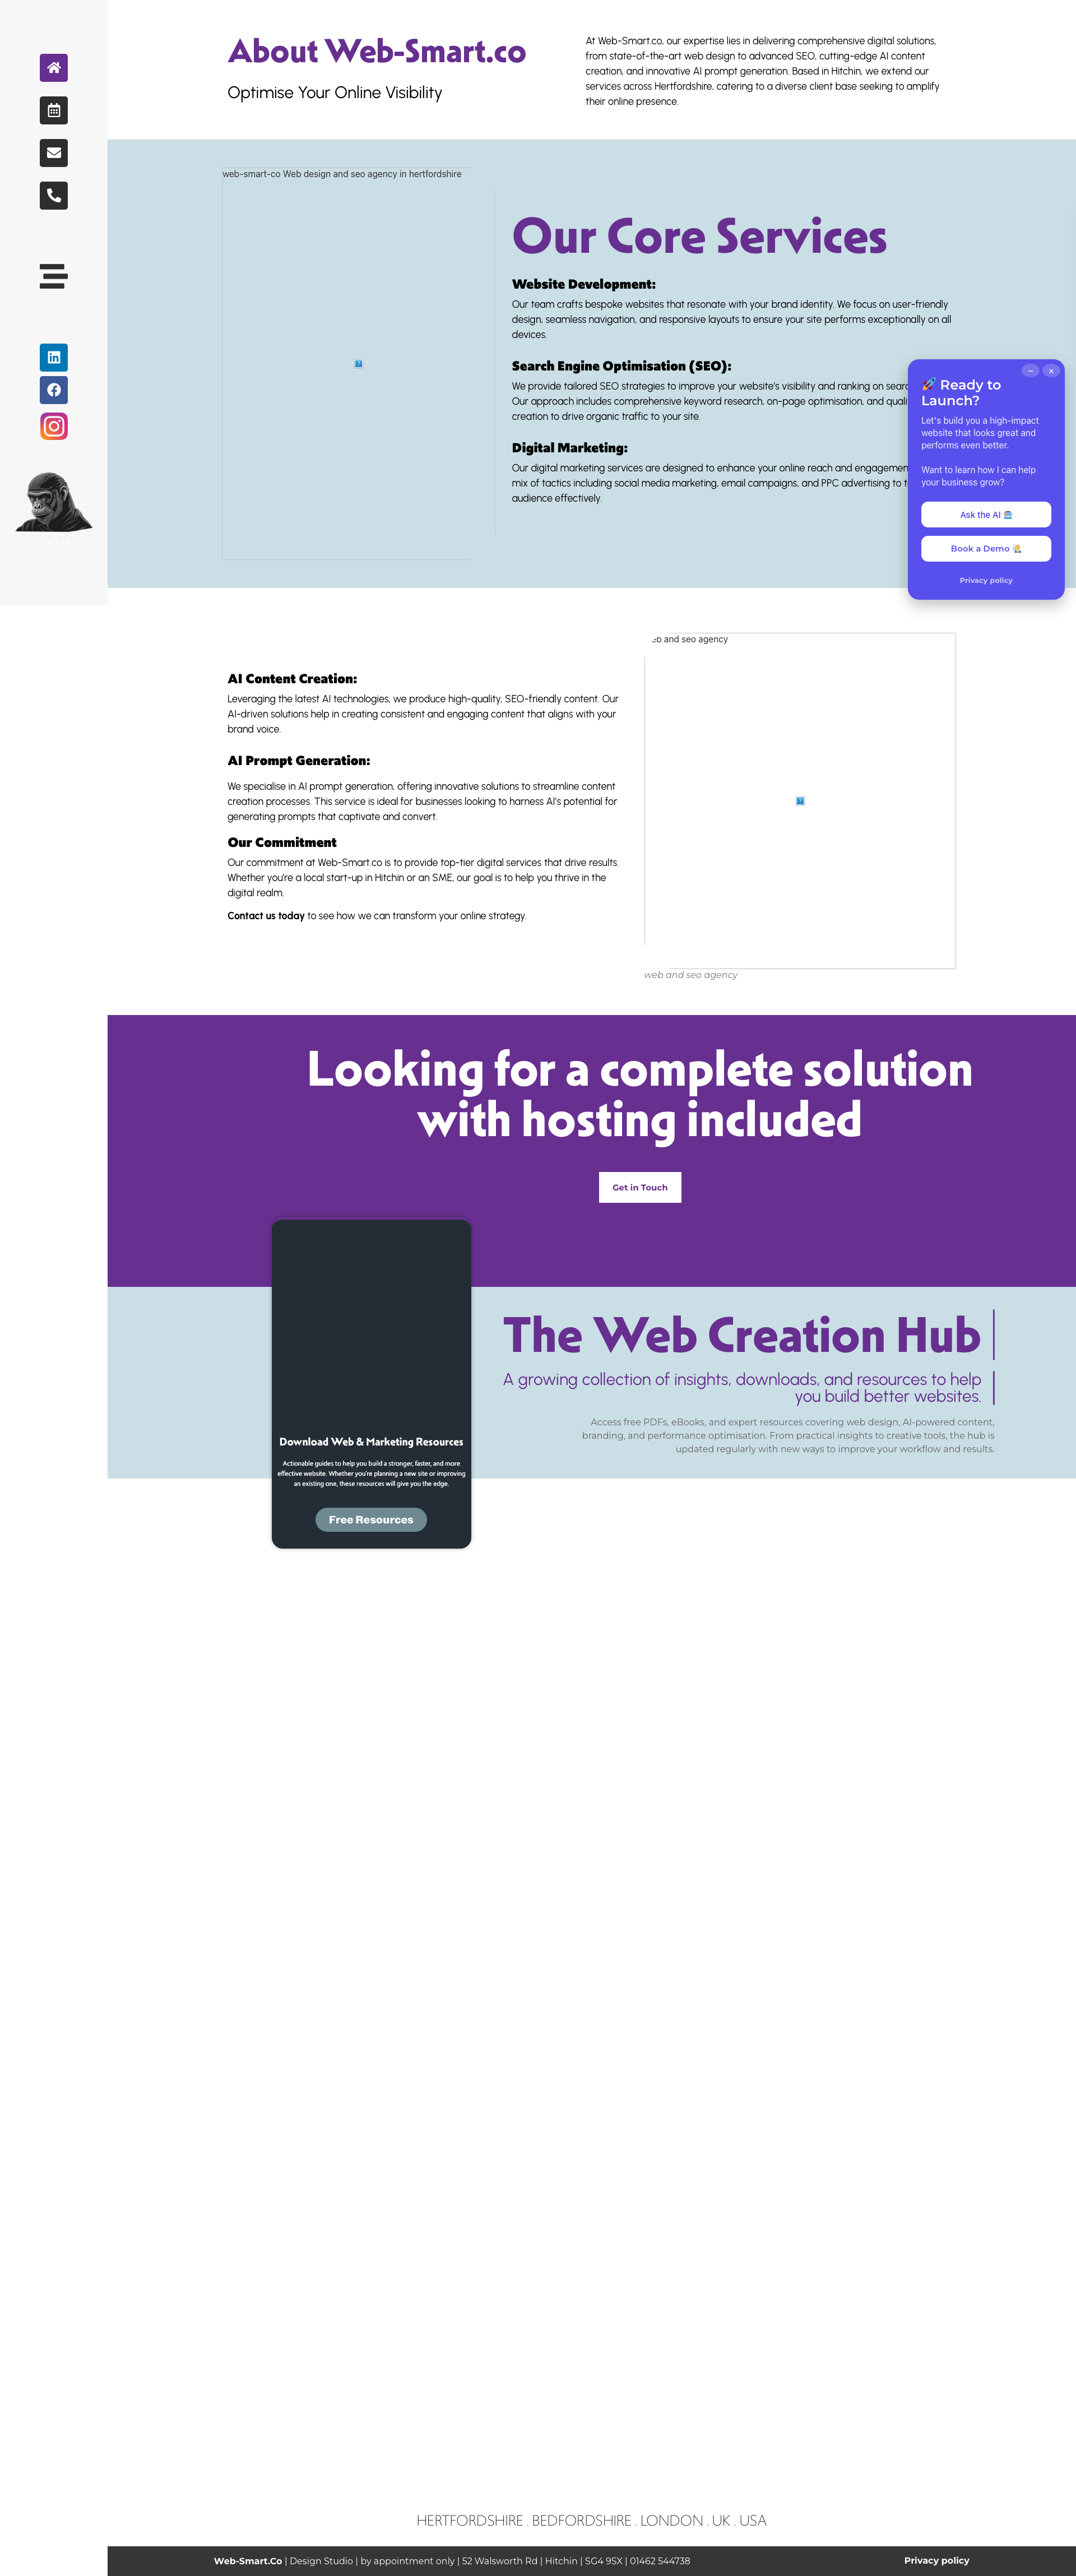 About Web-Smart.co
Optimise Your Online Visibility
At Web-Smart.co, our expertise lies in delivering comprehensive digital solutions,
from state-of-the-art web design to advanced SEO, cutting-edge AI content
creation, and innovative AI prompt generation. Based in Hitchin, we extend our
services across Hertfordshire, catering to a diverse client base seeking to amplify
their online presence.
web-smart-co Web design and seo agency in hertfordshire
Our Core Services
Website Development:
Our team crafts bespoke websites that resonate with your brand identity. We focus on user-friendly
design, seamless navigation, and responsive layouts to ensure your site performs exceptionally on all
devices.
Search Engine Optimisation (SEO):
We provide tailored SEO strategies to improve your website's visibility and ranking on
Our approach includes comprehensive keyword research, on-page optimisation, and
creation to drive organic traffic to your site.
Digital Marketing:
Our digital marketing services are designed to enhance your online reach and
mix of tactics including social media marketing, email campaigns, and PPC advertising to
audience effectively.
🚀 Ready to
Launch?
Let's build you a high-impact
website that looks great and
performs even better.
Want to learn how I can help
your business grow?
Ask the AI
Book a Demo
Privacy policy
and seo agency
AI Content Creation:
Leveraging the latest AI technologies, we produce high-quality, SEO-friendly content. Our
AI-driven solutions help in creating consistent and engaging content that aligns with your
brand voice.
AI Prompt Generation:
We specialise in AI prompt generation, offering innovative solutions to streamline content
creation processes. This service is ideal for businesses looking to harness AI's potential for
generating prompts that captivate and convert.
Our Commitment
Our commitment at Web-Smart.co is to provide top-tier digital services that drive results.
Whether you're a local start-up in Hitchin or an SME, our goal is to help you thrive in the
digital realm.
Contact us today to see how we can transform your online strategy.
web and seo agency
Looking for a complete solution
with hosting included
Get in Touch
The Web Creation Hub
A growing collection of insights, downloads, and resources to help
you build better websites.
Access free PDFs, eBooks, and expert resources covering web design, AI-powered content,
branding, and performance optimisation. From practical insights to creative tools, the hub is
updated regularly with new ways to improve your workflow and results.
Download Web & Marketing Resources
Actionable guides to help you build a stronger, faster, and more
effective website. Whether you're planning a new site or improving
an existing one, these resources will give you the edge.
Free Resources
HERTFORDSHIRE . BEDFORDSHIRE . LONDON . UK . USA
Web-Smart.Co | Design Studio | by appointment only | 52 Walsworth Rd | Hitchin | SG4 9SX | 01462 544738
Privacy policy